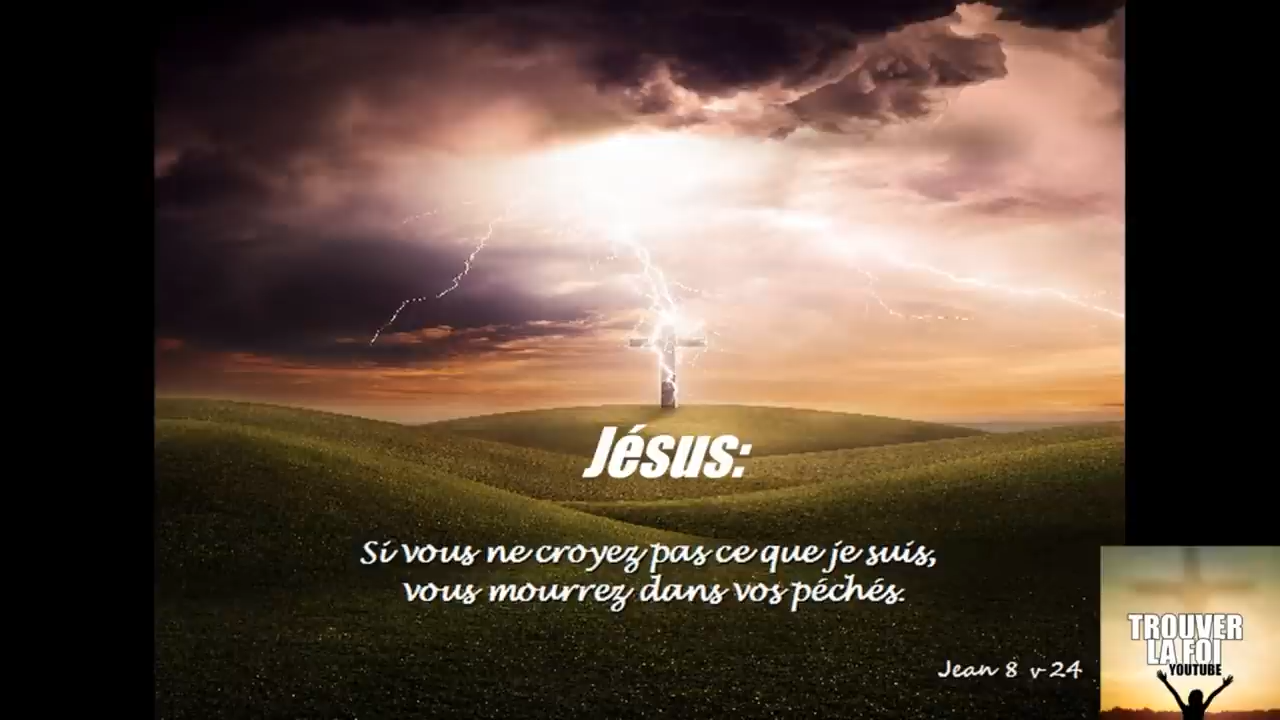 Jésus:
Si vous ne croyez pas ce que je suis,
vous mourrez dans vos péchés.
Jean 8 v 24
TROUVER
LA FOI
YOUTUBE